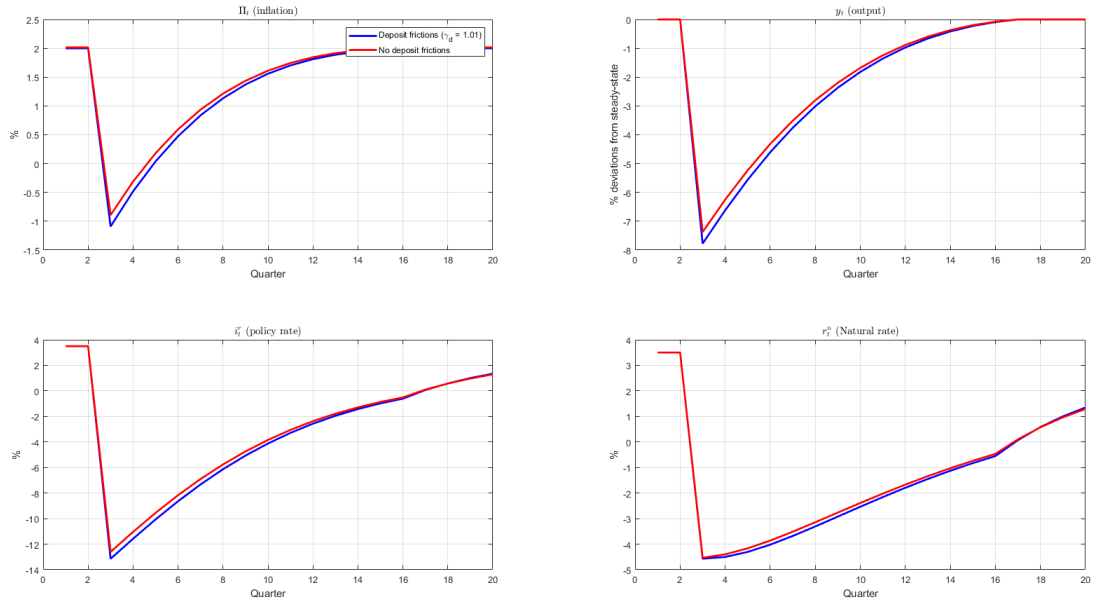 Π_t (inflation)
2.5
2
1.5
1
0.5
0
-0.5
-1
-1.5
%
0 2 4 6 8 10 12 14 16 18 20
Quarter
Deposit frictions (γ_d = 1.01)
No deposit frictions
y_t (output)
0
-1
-2
-3
-4
-5
-6
-7
-8
% deviations from steady-state
0 2 4 6 8 10 12 14 16 18 20
Quarter
i_t^r (policy rate)
4
2
0
-2
-4
-6
-8
-10
-12
-14
%
0 2 4 6 8 10 12 14 16 18 20
Quarter
r_t^n (Natural rate)
4
3
2
1
0
-1
-2
-3
-4
-5
%
0 2 4 6 8 10 12 14 16 18 20
Quarter